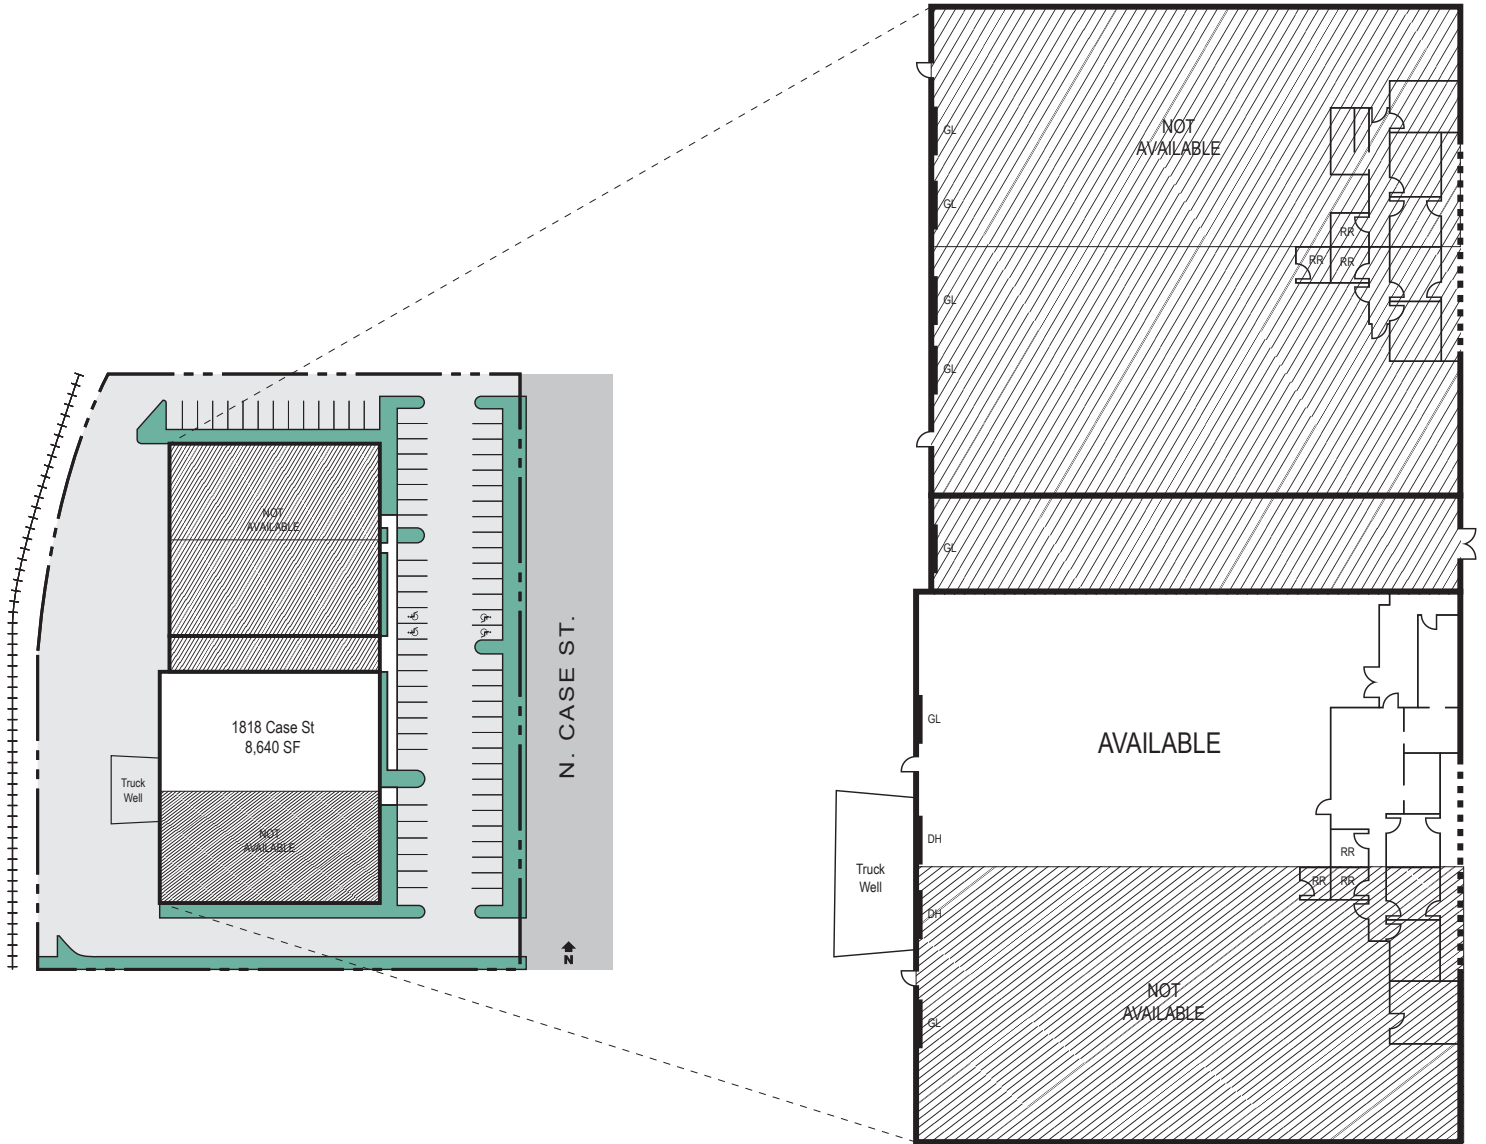 NOT
AVAILABLE
1818 Case St
8,640 SF
Truck
Well
NOT
AVAILABLE
N. CASE ST.
N
NOT
AVAILABLE
GL
GL
RR
RR
RR
GL
GL
GL
GL
AVAILABLE
DH
RR
Truck
Well
RR
RR
DH
NOT
AVAILABLE
GL